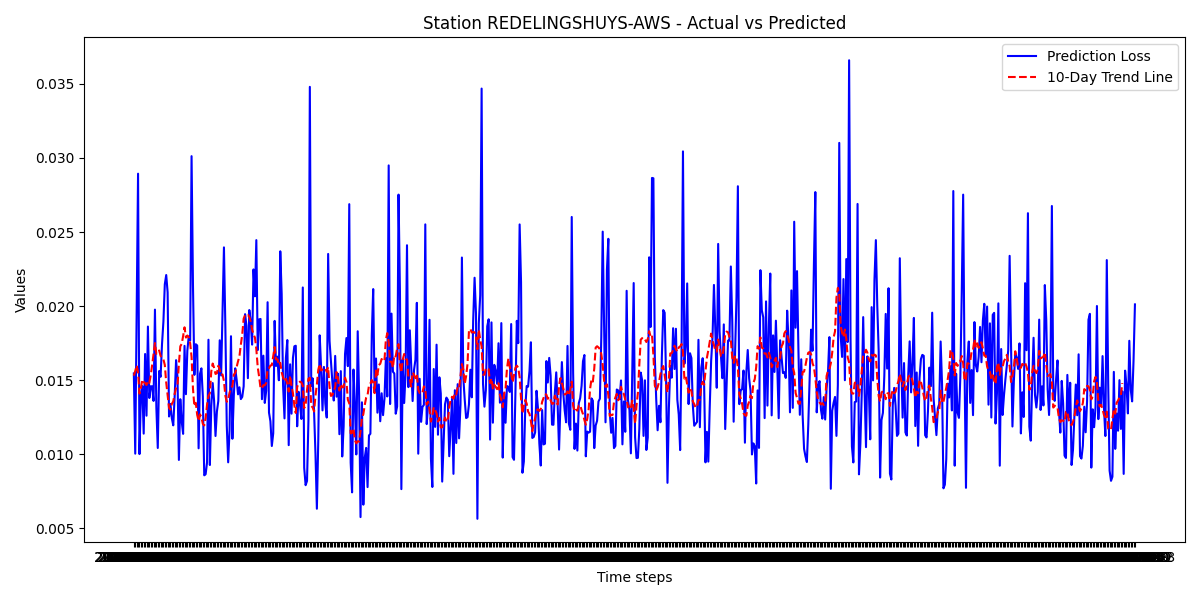 Station REDELINGSHUYS-AWS - Actual vs Predicted
Prediction Loss
10-Day Trend Line
0.035
0.030
0.025
0.020
0.015
0.010
0.005
Values
Time steps